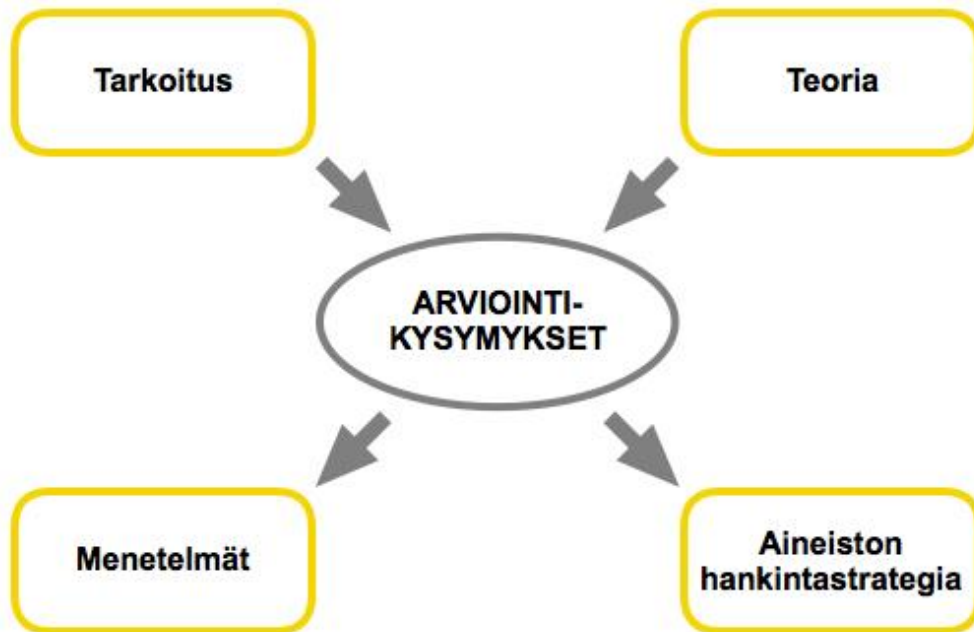 Tarkoitus
Teoria
ARVIOINTI-
KYSYMYKSET
Menetelmät
Aineiston
hankintastrategia